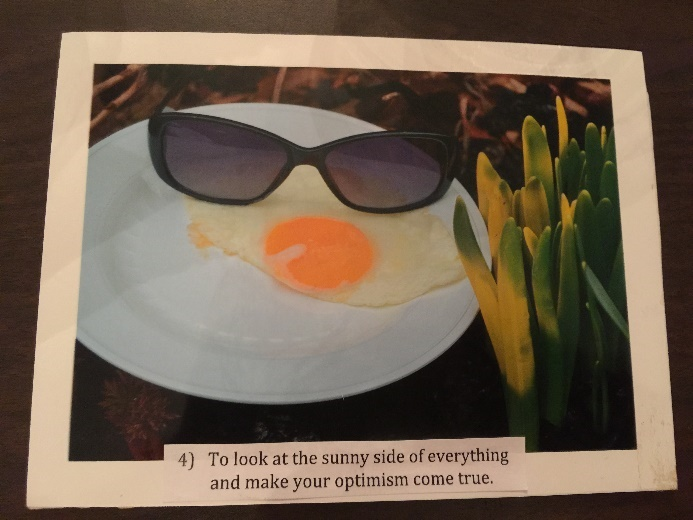 4) To look at the sunny side of everything
and make your optimism come true.